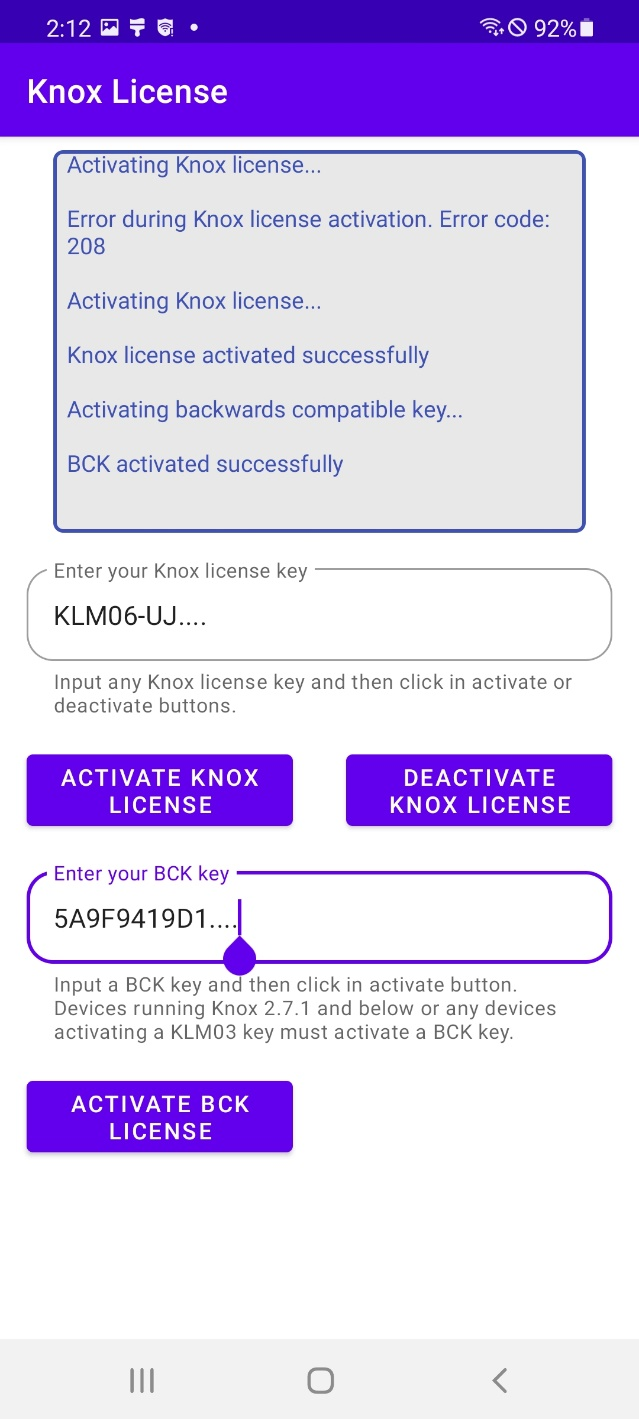 2:12
92%
Knox License
Activating Knox license...
Error during Knox license activation. Error code:
208
Activating Knox license...
Knox license activated successfully
Activating backwards compatible key...
BCK activated successfully
Enter your Knox license key
KLM06-UJ....
Input any Knox license key and then click in activate or
deactivate buttons.
ACTIVATE KNOX
LICENSE
DEACTIVATE
KNOX LICENSE
Enter your BCK key
5A9F9419D1....
Input a BCK key and then click in activate button.
Devices running Knox 2.7.1 and below or any devices
activating a KLM03 key must activate a BCK key.
ACTIVATE BCK
LICENSE